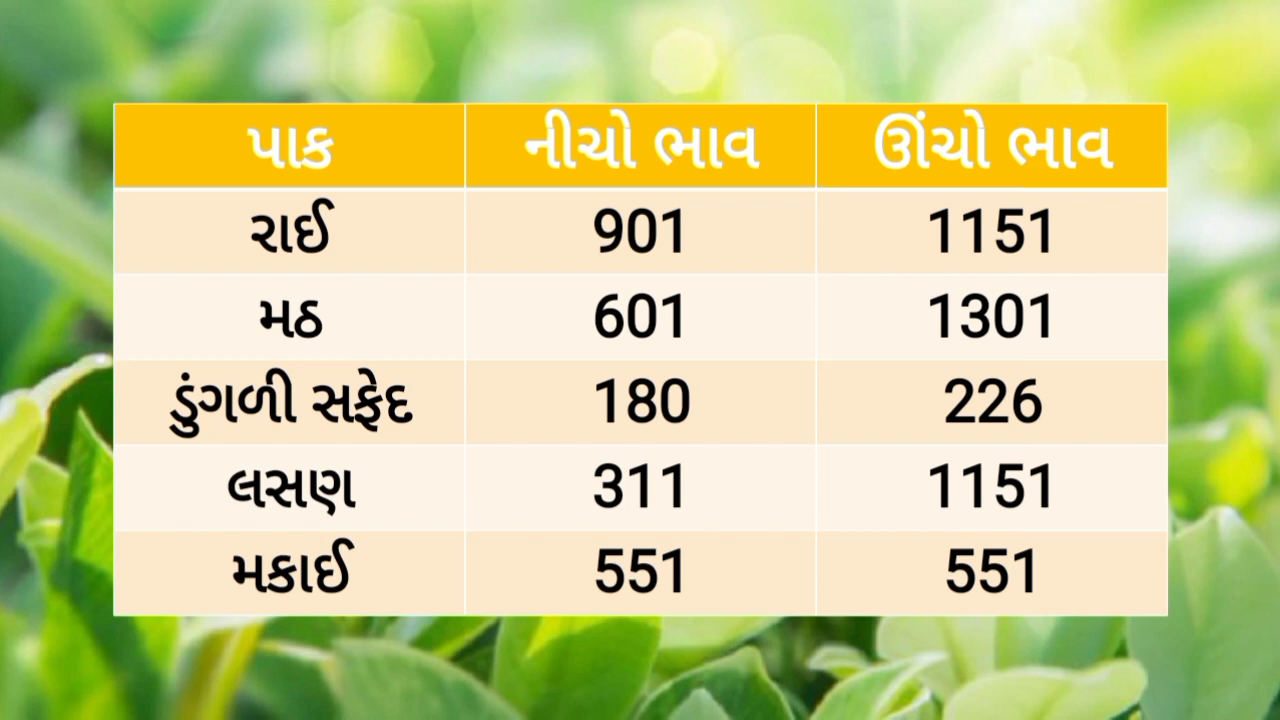 પાક નીચો ભાવ ઊંચો ભાવ
રાઈ 901 1151
મઠ 601 1301
ડુંગળી સફેદ 180 226
લસણ 311 1151
મકાઈ 551 551